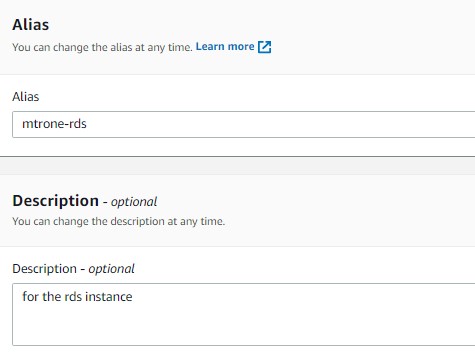 Alias
You can change the alias at any time. Learn more
Alias
mtrone-rds
Description - optional
You can change the description at any time.
Description - optional
for the rds instance